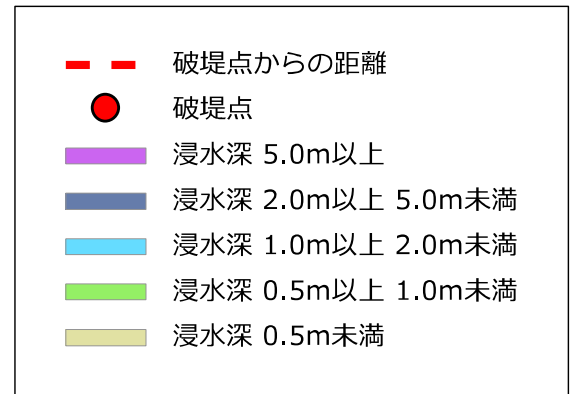 破堤点からの距離
破堤点
浸水深 5.0m以上
浸水深 2.0m以上 5.0m未満
浸水深 1.0m以上 2.0m未満
浸水深 0.5m以上 1.0m未満
浸水深 0.5m未満